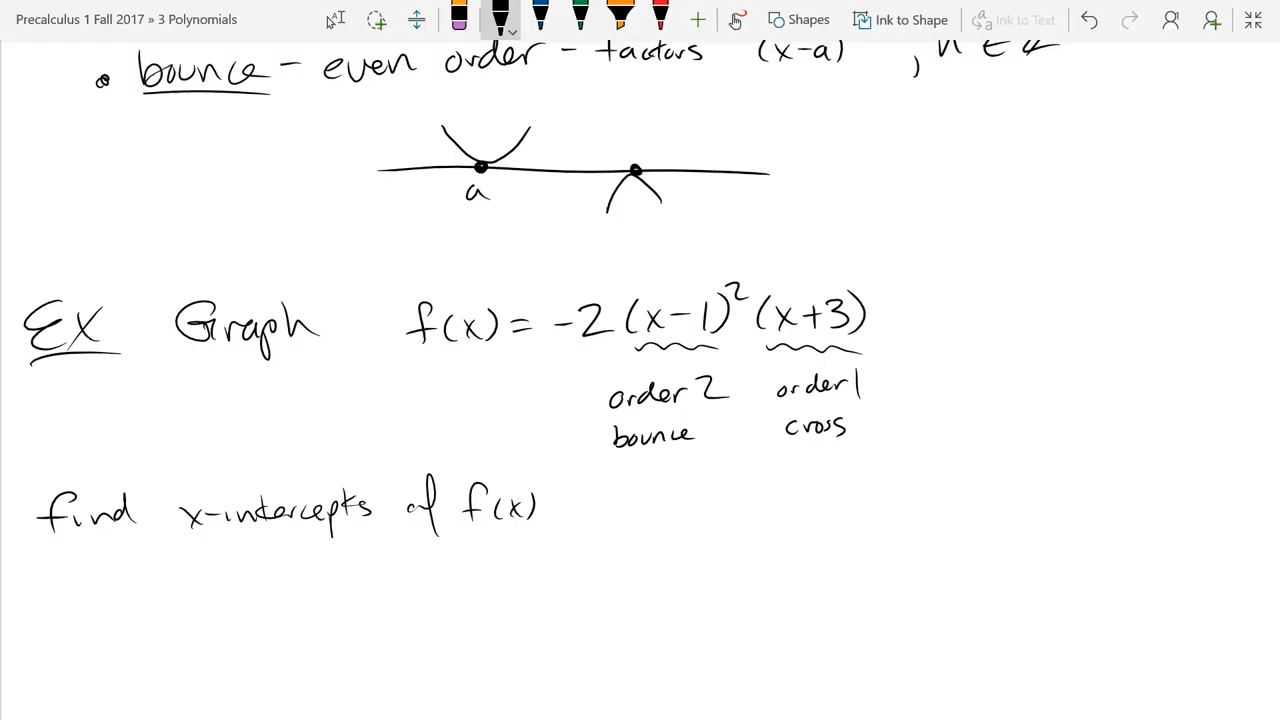 Precalculus 1 Fall 2017 » 3 Polynomials
Shapes
Ink to Shape
Ink to Text
bounce - even order - factors (x-a) , n ∈ ℤ
a
EX Graph f(x) = -2(x-1)²(x+3)
order 2 order 1
bounce cross
find x-intercepts of f(x)